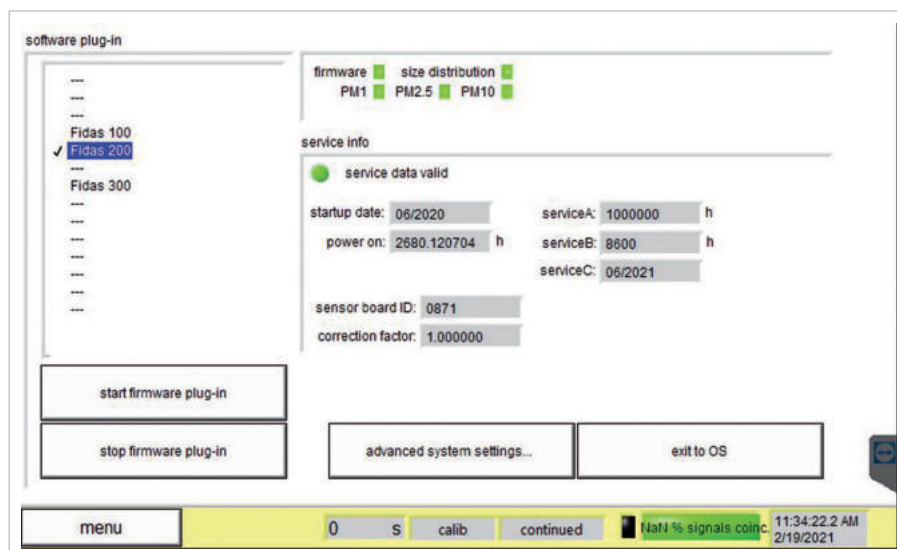 software plug-in
---
---
---
Fidas 100
✓ Fidas 200
---
Fidas 300
---
---
---
---
---
---
---
start firmware plug-in
stop firmware plug-in
firmware size distribution
PM1 PM2.5 PM10
service info
service data valid
startup date: 06/2020
power on: 2680.120704 h
serviceA: 1000000 h
serviceB: 8600 h
serviceC: 06/2021
sensor board ID: 0871
correction factor: 1.000000
advanced system settings...
exit to OS
menu
0 s calib continued NaN % signals coinc. 11:34:22.2 AM
2/19/2021